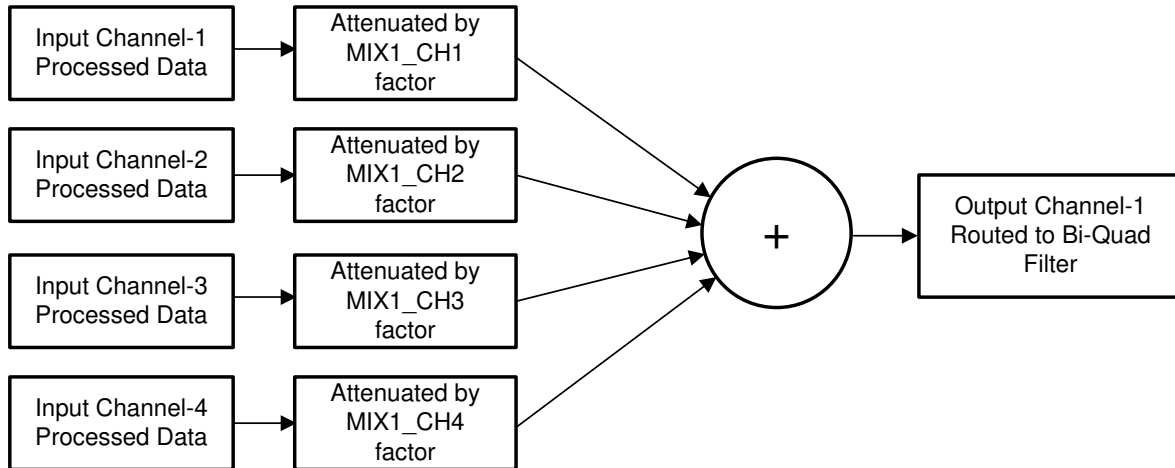 Input Channel-1
Processed Data
Attenuated by
MIX1_CH1
factor
Input Channel-2
Processed Data
Attenuated by
MIX1_CH2
factor
Input Channel-3
Processed Data
Attenuated by
MIX1_CH3
factor
Input Channel-4
Processed Data
Attenuated by
MIX1_CH4
factor
+
Output Channel-1
Routed to Bi-Quad
Filter